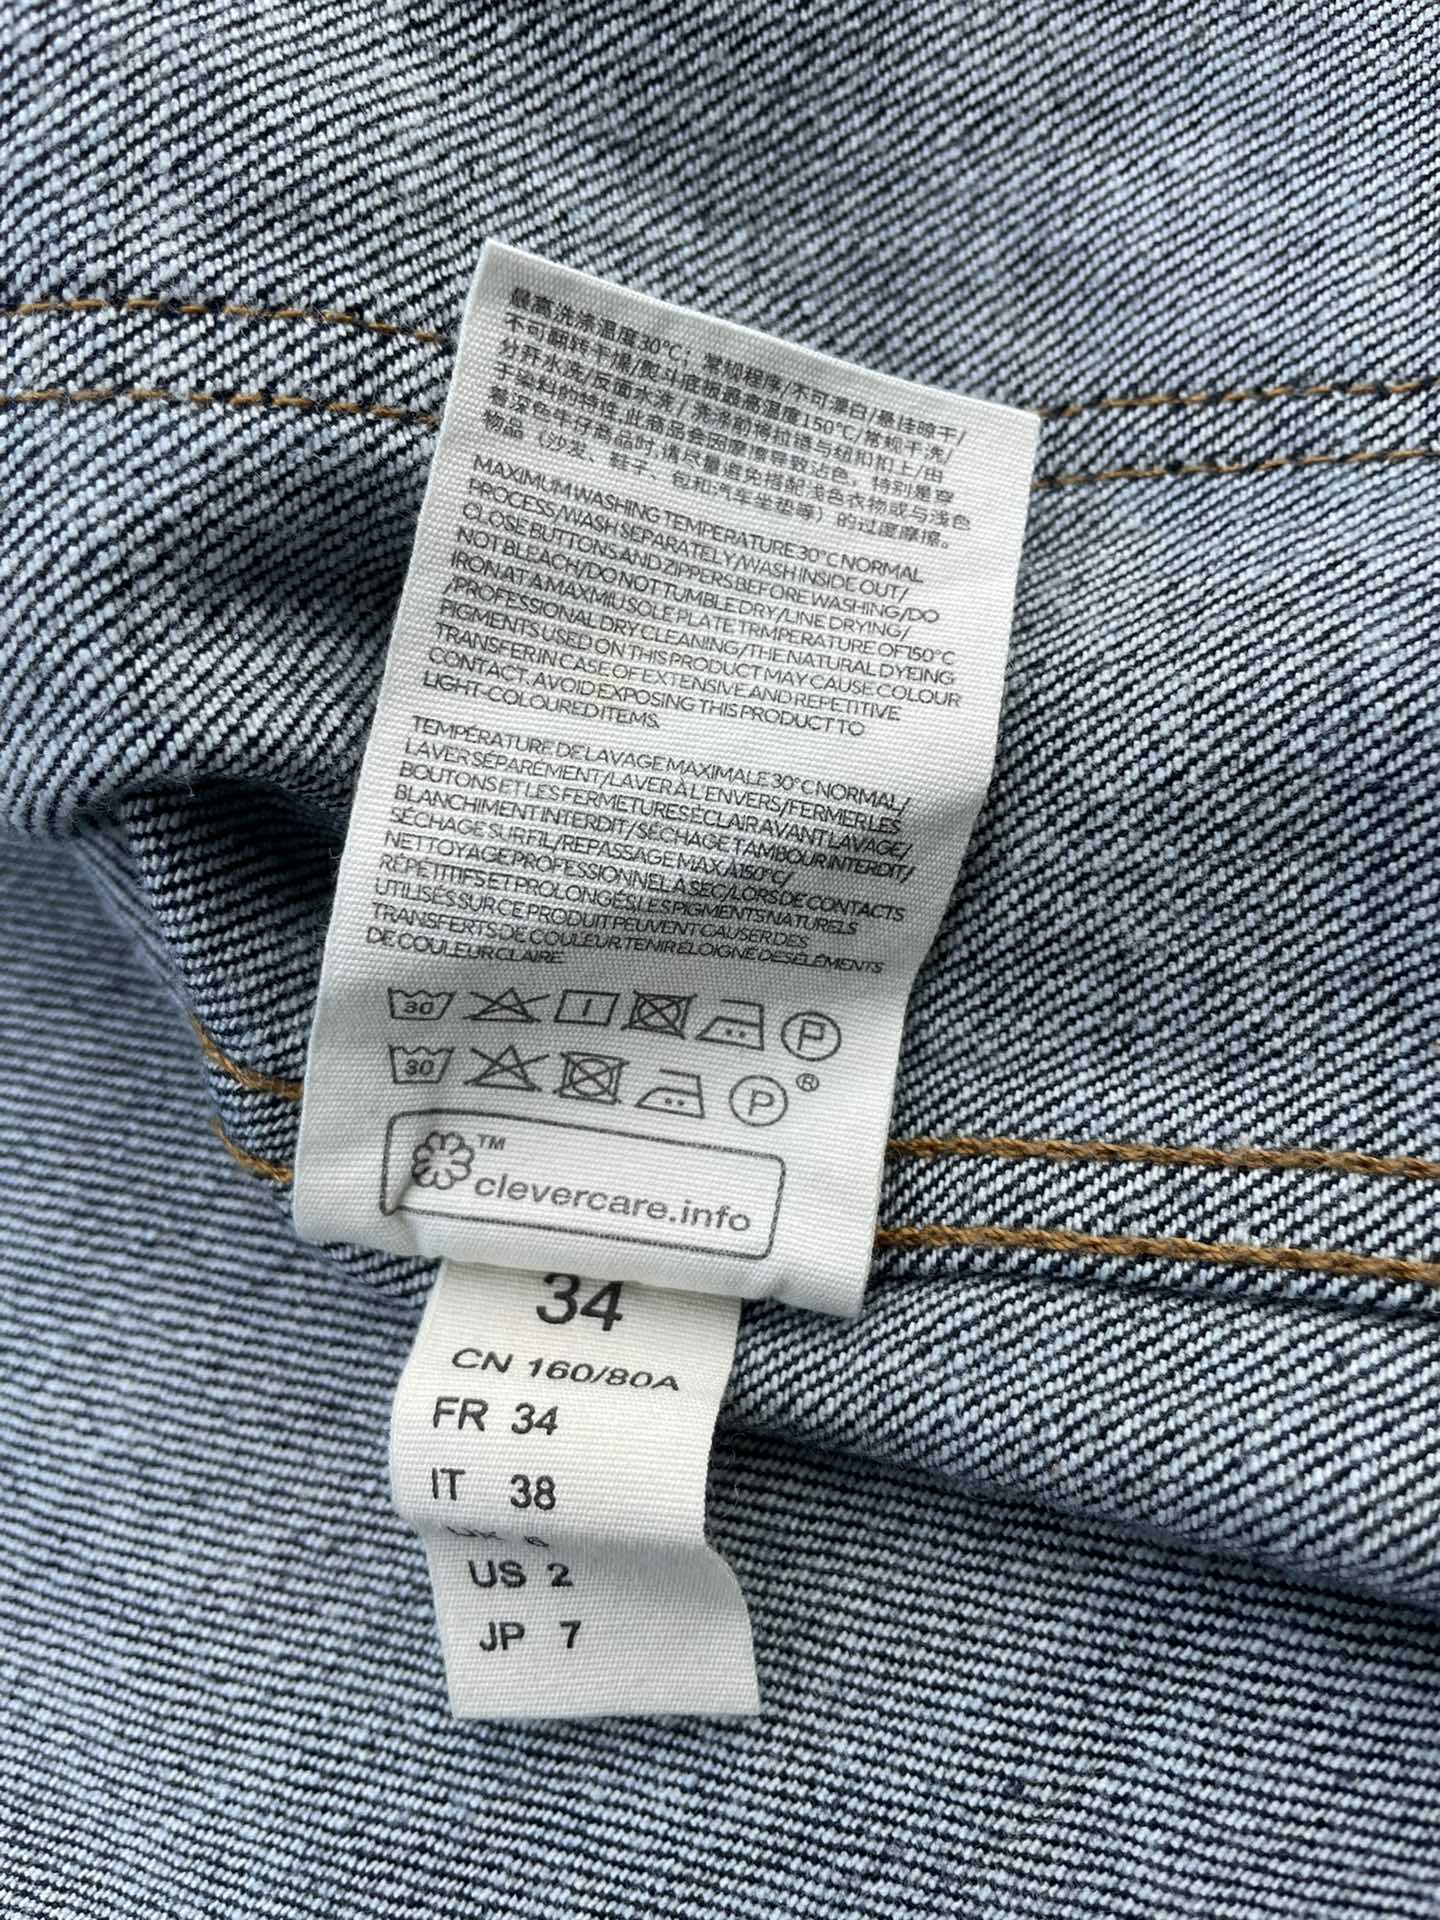 最高洗涤温度30℃；常规程序/不可漂白/悬挂晾干/
不可翻转干燥/熨斗底板最高温度150℃/常规干洗/
分开水洗/反面水洗/洗涤前将拉链与纽扣扣上/由
于染料的特性,此商品会因摩擦导致沾色，特别是穿
着深色牛仔商品时,请尽量避免搭配浅色衣物或与浅色
物品（沙发、鞋子、包和汽车坐垫等）的过度摩擦。
MAXIMUM WASHING TEMPERATURE 30°C NORMAL
PROCESS/WASH SEPARATELY/WASH INSIDE OUT/
CLOSE BUTTONS AND ZIPPERS BEFORE WASHING/DO
NOT BLEACH/DO NOT TUMBLE DRY/LINE DRYING/
IRON AT A MAXMIU SOLE PLATE TRMPERATURE OF 150°C
/PROFESSIONAL DRY CLEANING/THE NATURAL DYEING
PIGMENTS USED ON THIS PRODUCT MAY CAUSE COLOUR
TRANSFER IN CASE OF EXTENSIVE AND REPETITIVE
CONTACT. AVOID EXPOSING THIS PRODUCT TO
LIGHT-COLOURED ITEMS.
TEMPÉRATURE DE LAVAGE MAXIMALE 30°C NORMAL/
LAVER SÉPARÉMENT/LAVER À L'ENVERS/FERMER LES
BOUTONS ET LES FERMETURES ÉCLAIR AVANT LAVAGE/
BLANCHIMENT INTERDIT/SÉCHAGE TAMBOUR INTERDIT/
SÉCHAGE SUR FIL/REPASSAGE MAX À 150°C/
NETTOYAGE PROFESSIONNEL À SEC/LORS DE CONTACTS
RÉPÉTITIFS ET PROLONGÉS LES PIGMENTS NATURELS
UTILISÉS SUR CE PRODUIT PEUVENT CAUSER DES
TRANSFERTS DE COULEUR. TENIR ÉLOIGNÉ DES ÉLÉMENTS
DE COULEUR CLAIRE.
30 P
30 P ®
™ clevercare.info
34
CN 160/80A
FR 34
IT 38
UK 6
US 2
JP 7